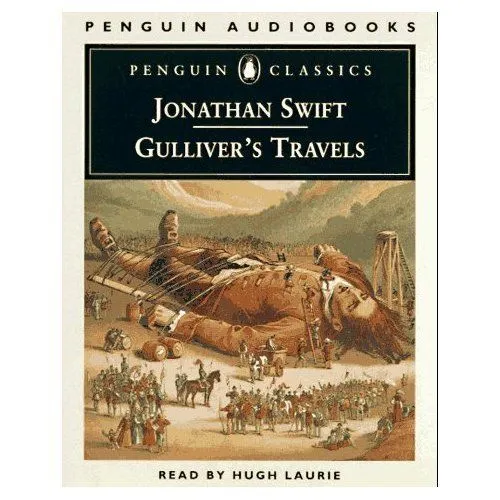 PENGUIN AUDIOBOOKS
PENGUIN CLASSICS
JONATHAN SWIFT
GULLIVER'S TRAVELS
READ BY HUGH LAURIE